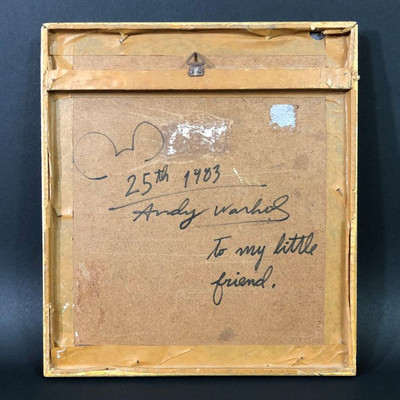 25th 1983
Andy Warhol
To my little
friend.